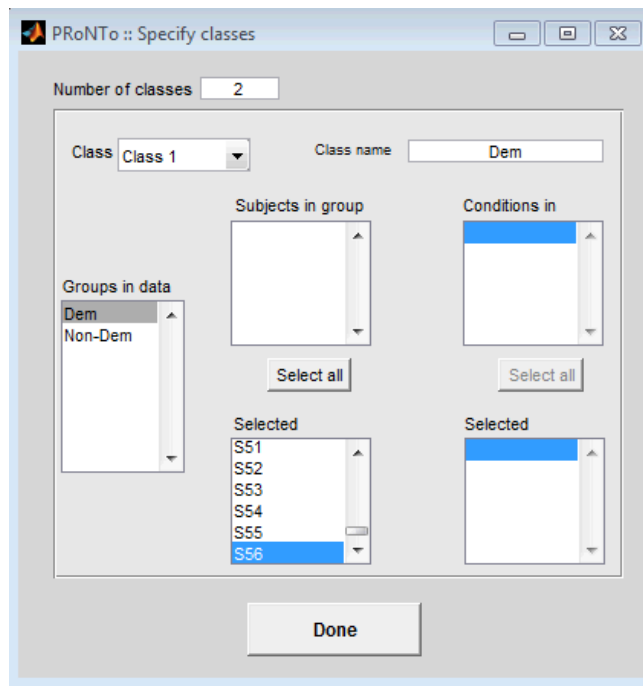 PRoNTo :: Specify classes
Number of classes 2
Class Class 1 Class name Dem
Subjects in group Conditions in
Groups in data
Dem
Non-Dem
Select all Select all
Selected Selected
S51
S52
S53
S54
S55
S56
Done